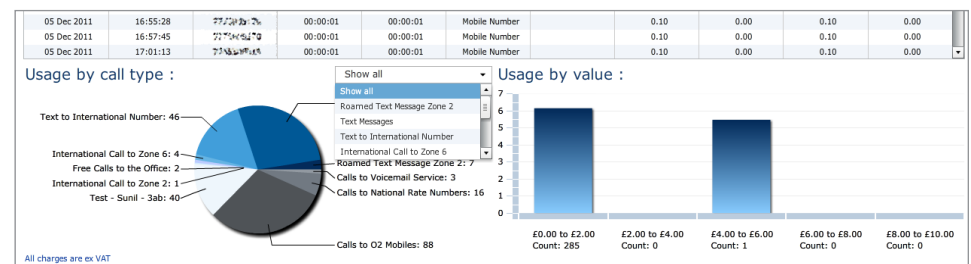 05 Dec 2011 16:55:28 00:00:01 00:00:01 Mobile Number 0.10 0.00 0.10 0.00
05 Dec 2011 16:57:45 00:00:01 00:00:01 Mobile Number 0.10 0.00 0.10 0.00
05 Dec 2011 17:01:13 00:00:01 00:00:01 Mobile Number 0.10 0.00 0.10 0.00
Usage by call type :
Show all
Show all
Roamed Text Message Zone 2
Text Messages
Text to International Number
International Call to Zone 6
Text to International Number: 46
International Call to Zone 6: 4
Free Calls to the Office: 2
International Call to Zone 2: 1
Test - Sunil - 3ab: 40
Roamed Text Message Zone 2: 7
Calls to Voicemail Service: 3
Calls to National Rate Numbers: 16
Calls to O2 Mobiles: 88
All charges are ex VAT
Usage by value :
7
6
5
4
3
2
1
0
£0.00 to £2.00 £2.00 to £4.00 £4.00 to £6.00 £6.00 to £8.00 £8.00 to £10.00
Count: 285 Count: 0 Count: 1 Count: 0 Count: 0